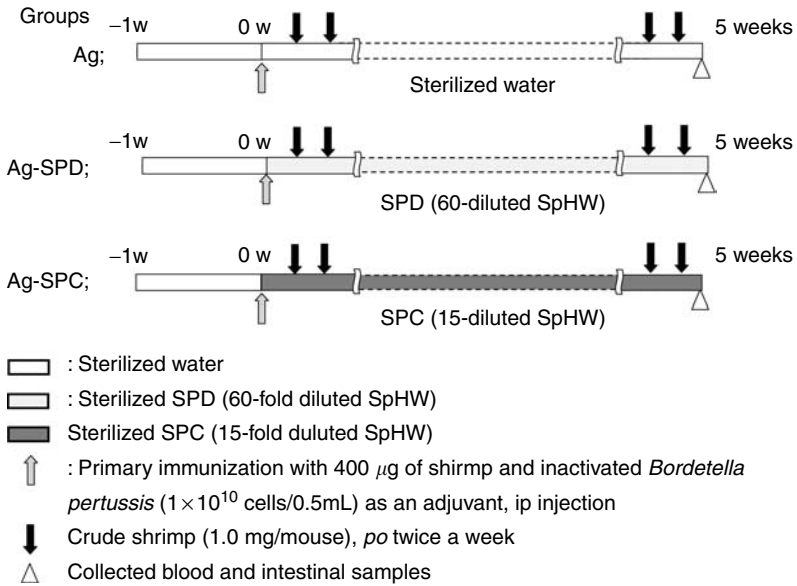 Groups
−1w 0 w 5 weeks
Ag;
Sterilized water
−1w 0 w 5 weeks
Ag-SPD;
SPD (60-diluted SpHW)
−1w 0 w 5 weeks
Ag-SPC;
SPC (15-diluted SpHW)
: Sterilized water
: Sterilized SPD (60-fold diluted SpHW)
Sterilized SPC (15-fold duluted SpHW)
: Primary immunization with 400 μg of shirmp and inactivated Bordetella
pertussis (1×10^10 cells/0.5mL) as an adjuvant, ip injection
Crude shrimp (1.0 mg/mouse), po twice a week
Collected blood and intestinal samples